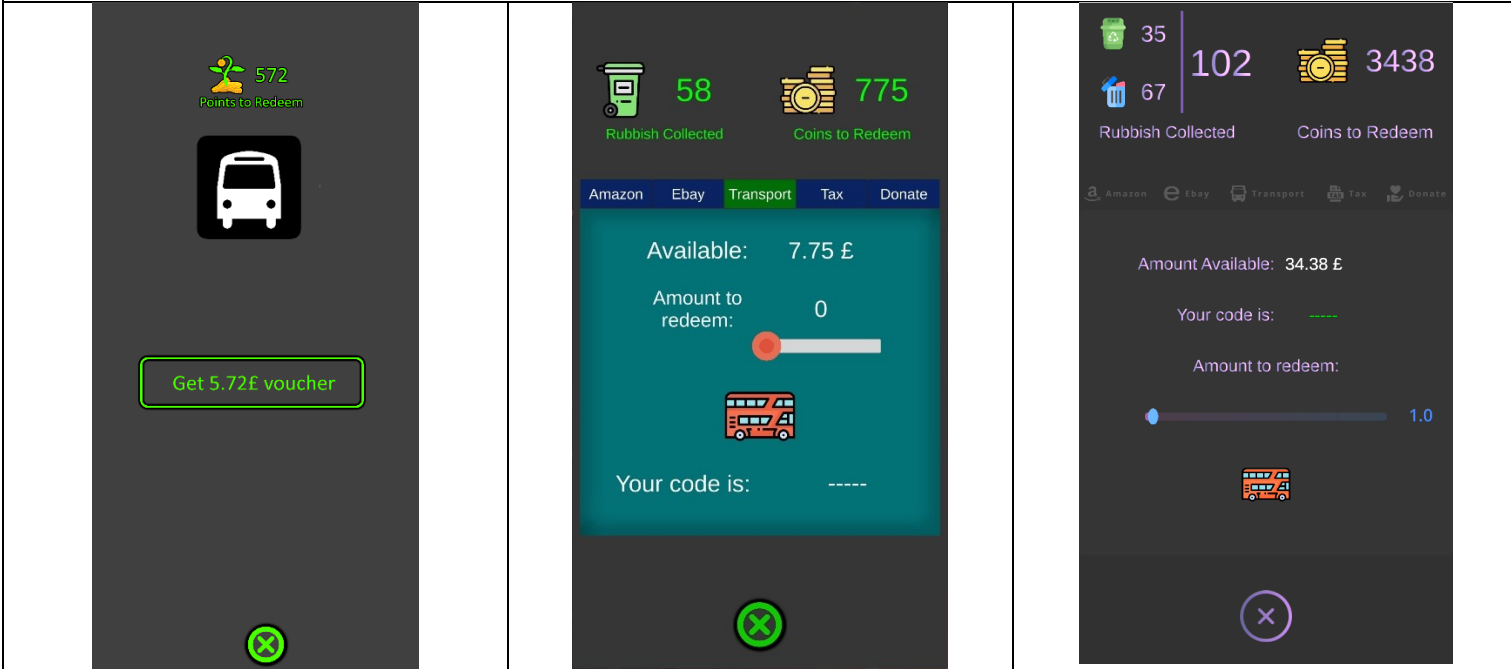 572
Points to Redeem
Get 5.72£ voucher
58 775
Rubbish Collected Coins to Redeem
Amazon Ebay Transport Tax Donate
Available: 7.75 £
Amount to
redeem:
0
Your code is: -----
35
67
102
3438
Rubbish Collected Coins to Redeem
a Amazon e Ebay Transport TAX Tax Donate
Amount Available: 34.38 £
Your code is: -----
Amount to redeem:
1.0